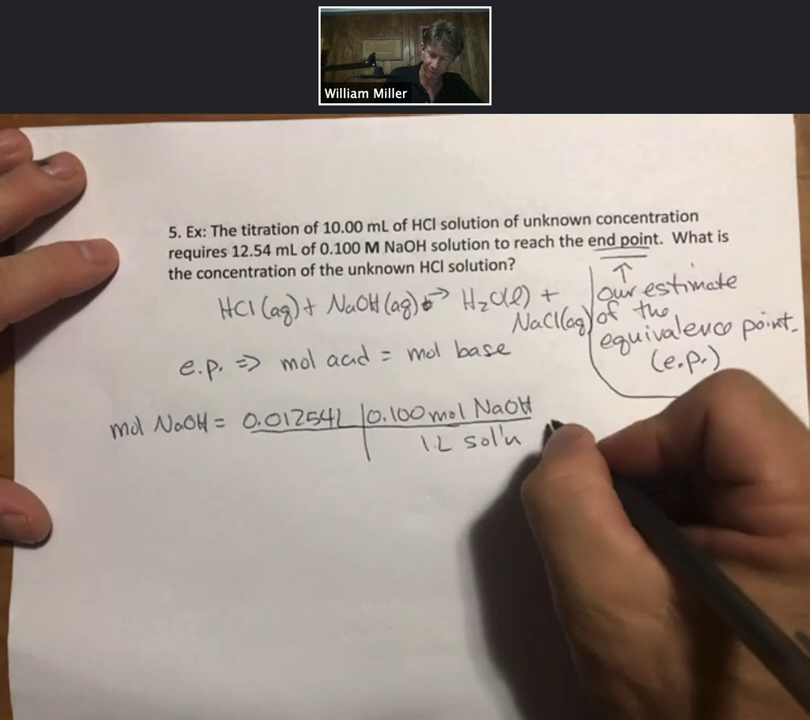 William Miller
5. Ex: The titration of 10.00 mL of HCl solution of unknown concentration
requires 12.54 mL of 0.100 M NaOH solution to reach the end point. What is
the concentration of the unknown HCl solution?
HCl(aq) + NaOH(aq) → H₂O(l) +
NaCl(aq)
↑
our estimate
of the
equivalence point.
(e.p.)
e.p. ⇒ mol acid = mol base
mol NaOH = 0.01254L | 0.100 mol NaOH
1 L sol'n